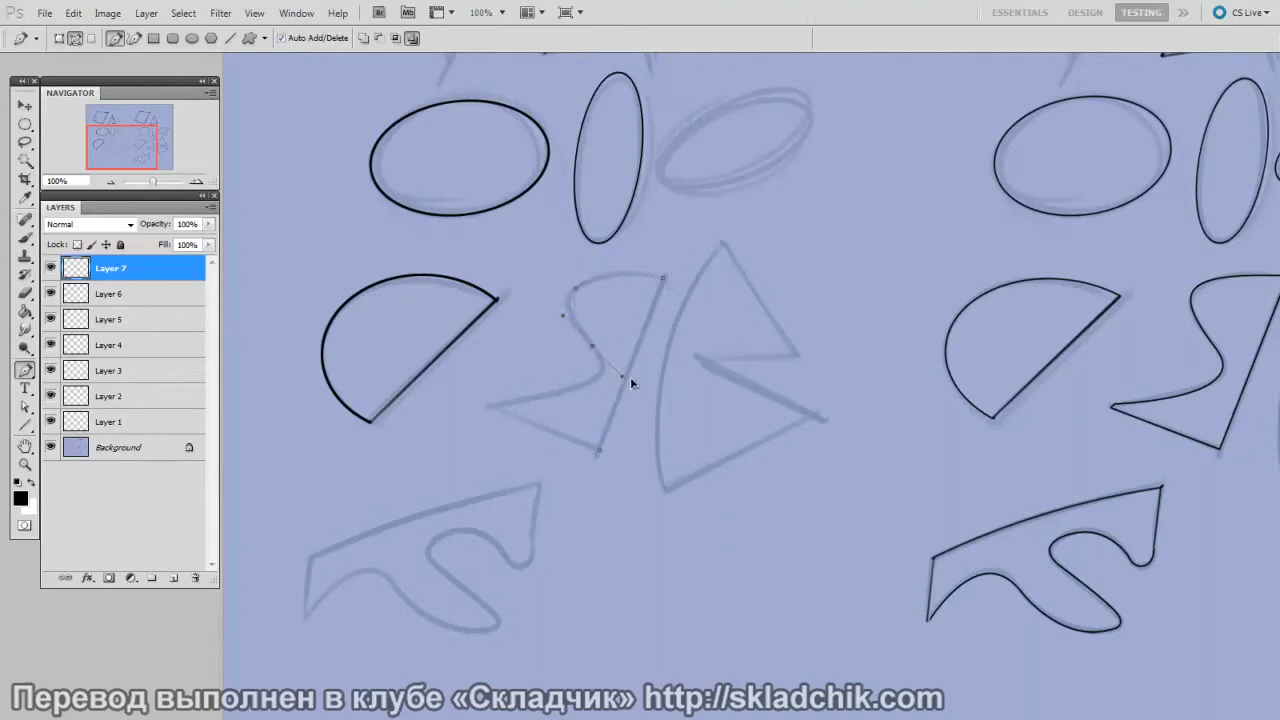 Ps File Edit Image Layer Select Filter View Window Help Br Mb 100% ESSENTIALS DESIGN TESTING CS Live
Auto Add/Delete
NAVIGATOR
100%
LAYERS
Normal Opacity: 100%
Lock: Fill: 100%
Layer 7
Layer 6
Layer 5
Layer 4
Layer 3
Layer 2
Layer 1
Background
Перевод выполнен в клубе «Складчик» http://skladchik.com